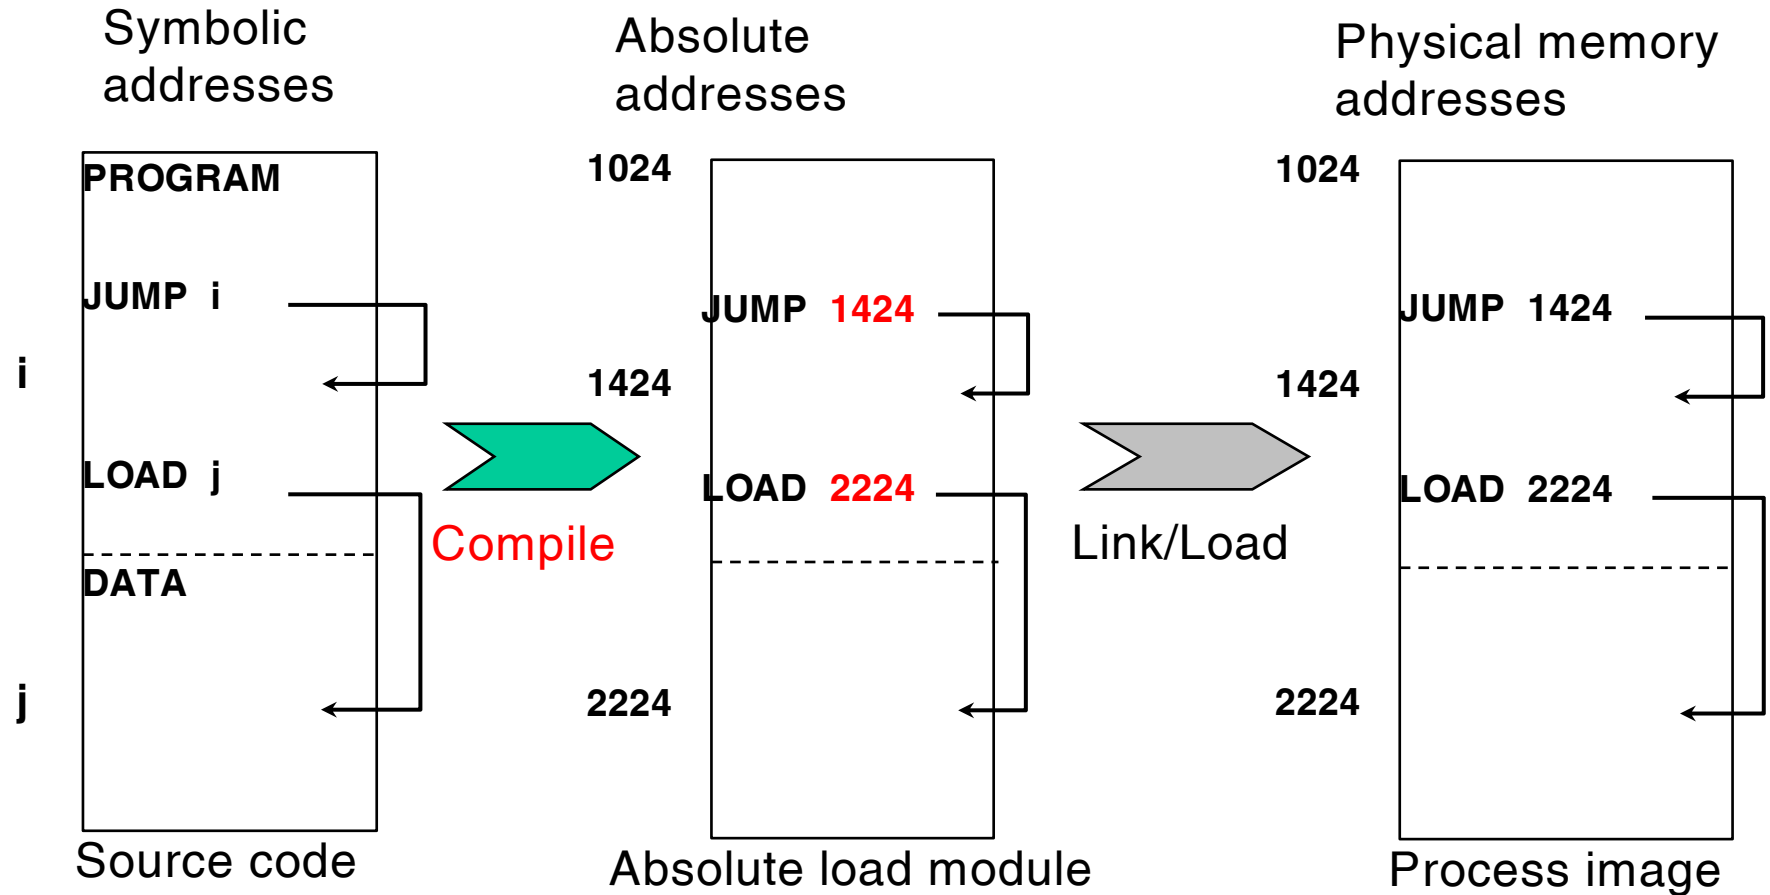 Symbolic
addresses
Absolute
addresses
Physical memory
addresses
PROGRAM
JUMP i
i
LOAD j
DATA
j
Source code
Compile
1024
JUMP 1424
1424
LOAD 2224
2224
Absolute load module
Link/Load
1024
JUMP 1424
1424
LOAD 2224
2224
Process image